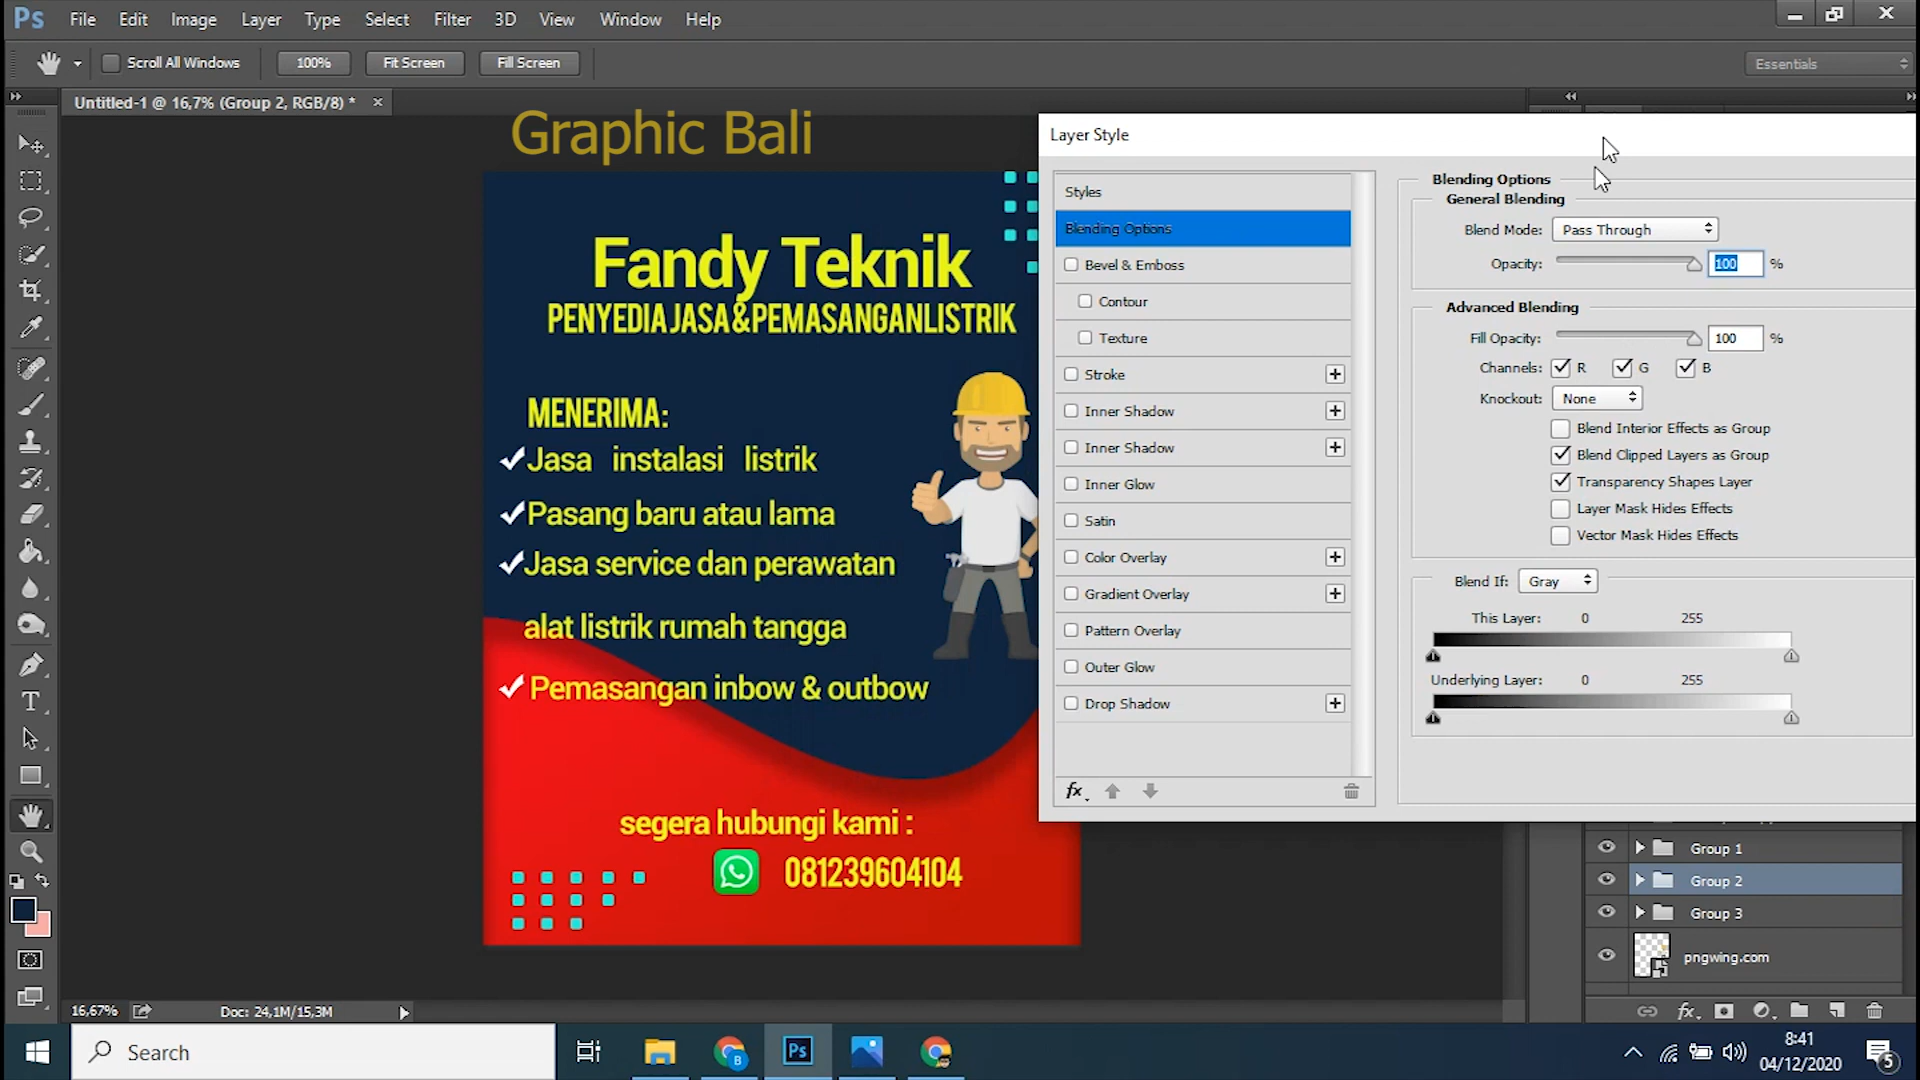 Ps File Edit Image Layer Type Select Filter 3D View Window Help
Scroll All Windows 100% Fit Screen Fill Screen Essentials
Untitled-1 @ 16,7% (Group 2, RGB/8) * ×
Graphic Bali
Fandy Teknik
PENYEDIA JASA & PEMASANGAN LISTRIK
MENERIMA:
Jasa instalasi listrik
Pasang baru atau lama
Jasa service dan perawatan
alat listrik rumah tangga
Pemasangan inbow & outbow
segera hubungi kami :
081239604104
Layer Style
Styles
Blending Options
Bevel & Emboss
Contour
Texture
Stroke
Inner Shadow
Inner Shadow
Inner Glow
Satin
Color Overlay
Gradient Overlay
Pattern Overlay
Outer Glow
Drop Shadow
fx
Blending Options
General Blending
Blend Mode: Pass Through
Opacity: 100 %
Advanced Blending
Fill Opacity: 100 %
Channels: R G B
Knockout: None
Blend Interior Effects as Group
Blend Clipped Layers as Group
Transparency Shapes Layer
Layer Mask Hides Effects
Vector Mask Hides Effects
Blend If: Gray
This Layer: 0 255
Underlying Layer: 0 255
Group 1
Group 2
Group 3
pngwing.com
fx
16,67% Doc: 24,1M/15,3M
Search
B
Ps
8:41
04/12/2020
5